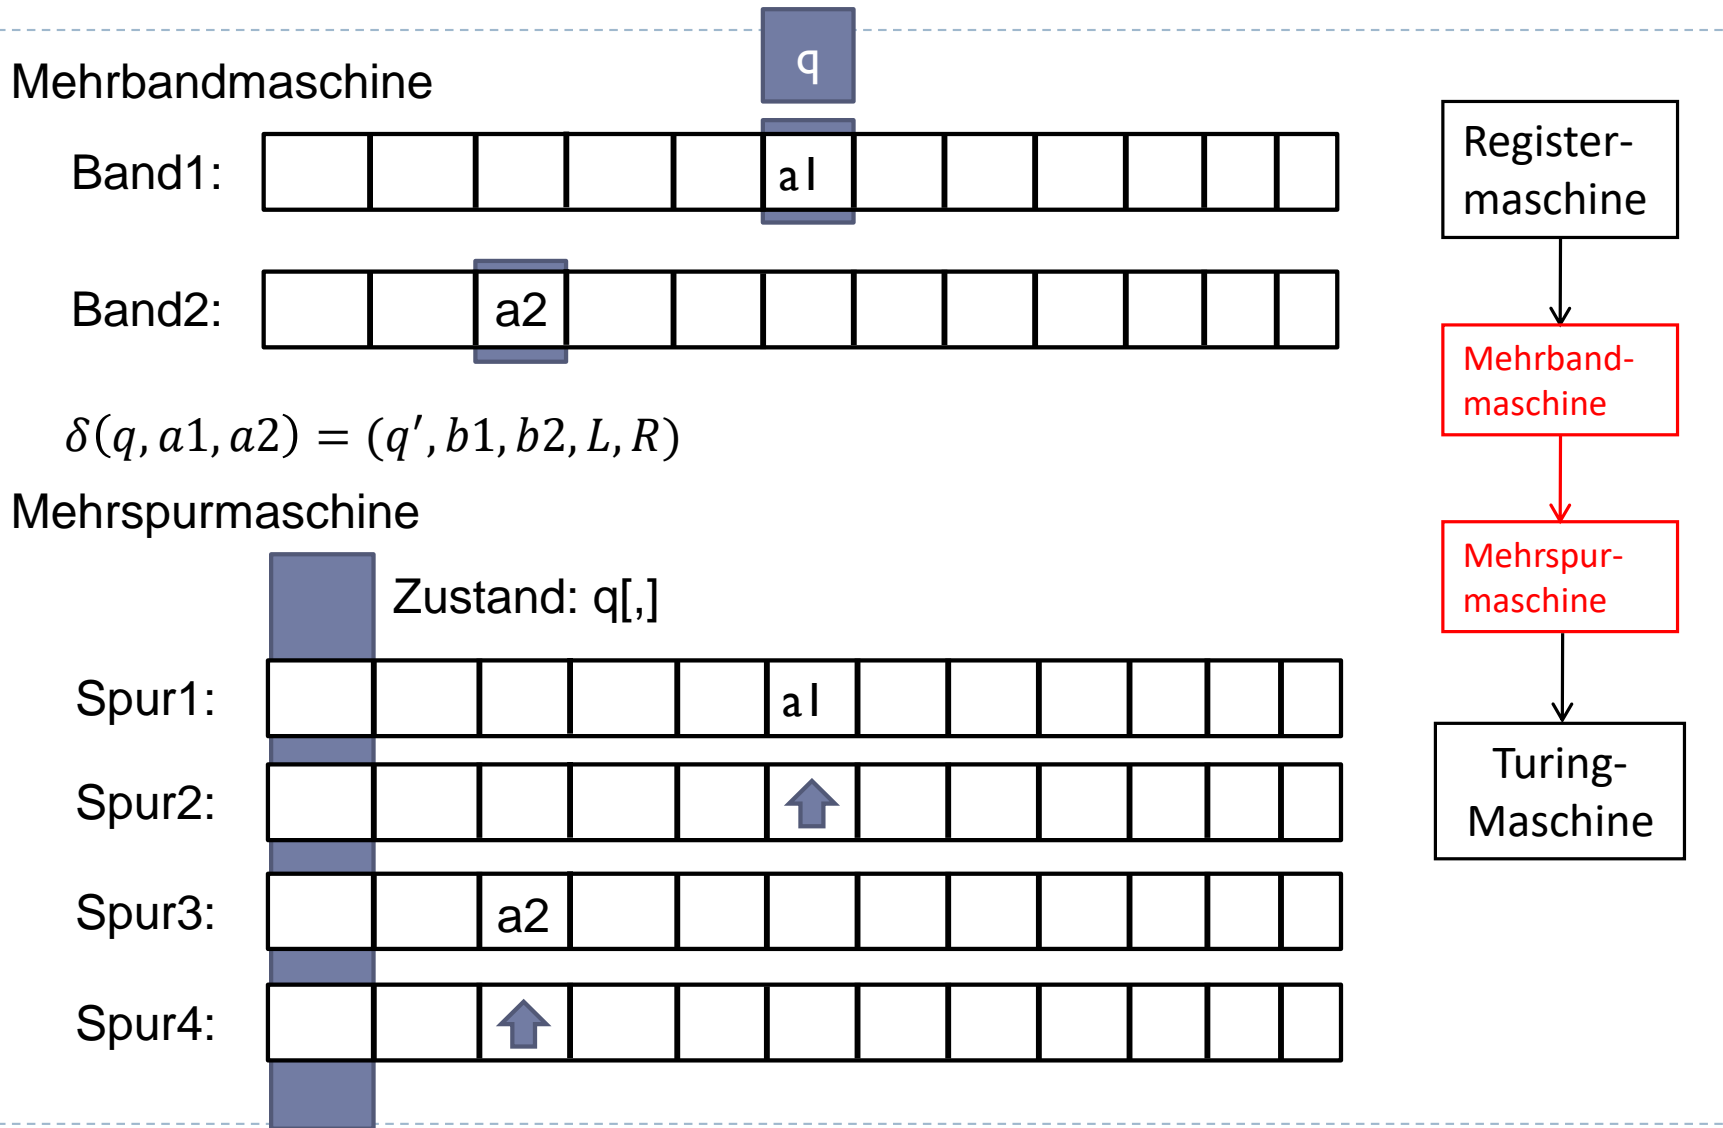 q
Mehrbandmaschine
Band1:
a1
Band2:
a2
δ(q, a1, a2) = (q′, b1, b2, L, R)
Mehrspurmaschine
Zustand: q[,]
Spur1:
a1
Spur2:
Spur3:
a2
Spur4:
Register-
maschine
Mehrband-
maschine
Mehrspur-
maschine
Turing-
Maschine